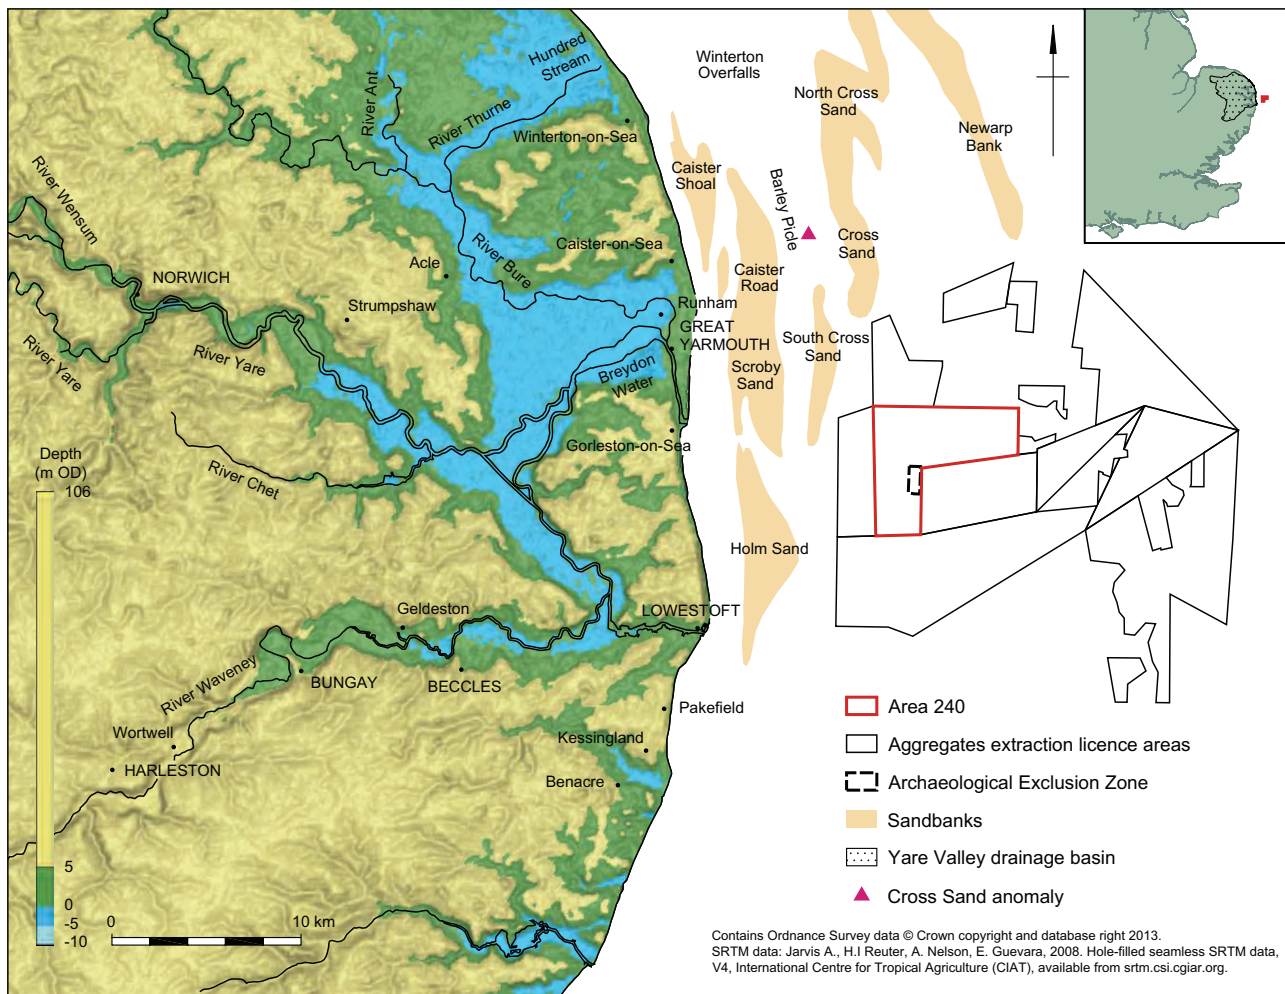 Hundred
Stream
River Ant
River Thurne
Winterton-on-Sea
Winterton
Overfalls
North Cross
Sand
Newarp
Bank
Caister
Shoal
Barley Picle
River Wensum
NORWICH
Acle
River Bure
Caister-on-Sea
Cross
Sand
Caister
Road
Strumpshaw
Runham
GREAT
YARMOUTH
River Yare
River Yare
Breydon
Water
Scroby
Sand
South Cross
Sand
Gorleston-on-Sea
River Chet
Depth
(m OD)
106
5
0
-5
-10
Holm Sand
Geldeston
LOWESTOFT
River Waveney
BUNGAY
BECCLES
Pakefield
Wortwell
HARLESTON
Kessingland
Benacre
0
10 km
Area 240
Aggregates extraction licence areas
Archaeological Exclusion Zone
Sandbanks
Yare Valley drainage basin
Cross Sand anomaly
Contains Ordnance Survey data © Crown copyright and database right 2013.
SRTM data: Jarvis A., H.I Reuter, A. Nelson, E. Guevara, 2008. Hole-filled seamless SRTM data,
V4, International Centre for Tropical Agriculture (CIAT), available from srtm.csi.cgiar.org.